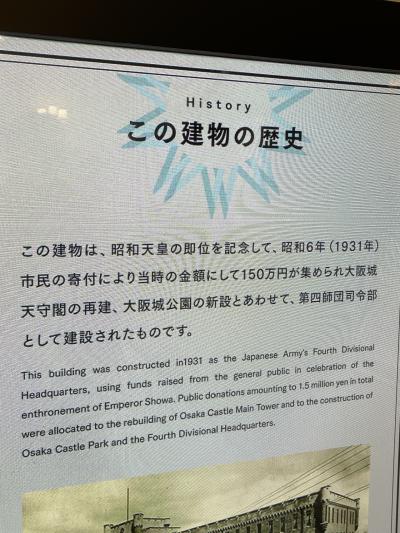 History
この建物の歴史
この建物は、昭和天皇の即位を記念して、昭和6年（1931年）
市民の寄付により当時の金額にして150万円が集められ大阪城
天守閣の再建、大阪城公園の新設とあわせて、第四師団司令部
として建設されたものです。
This building was constructed in1931 as the Japanese Army's Fourth Divisional
Headquarters, using funds raised from the general public in celebration of the
enthronement of Emperor Showa. Public donations amounting to 1.5 million yen in total
were allocated to the rebuilding of Osaka Castle Main Tower and to the construction of
Osaka Castle Park and the Fourth Divisional Headquarters.